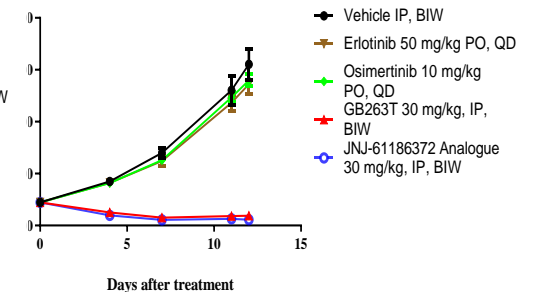 Vehicle IP, BIW
Erlotinib 50 mg/kg PO, QD
Osimertinib 10 mg/kg
PO, QD
GB263T 30 mg/kg, IP,
BIW
JNJ-61186372 Analogue
30 mg/kg, IP, BIW
0 5 10 15
Days after treatment